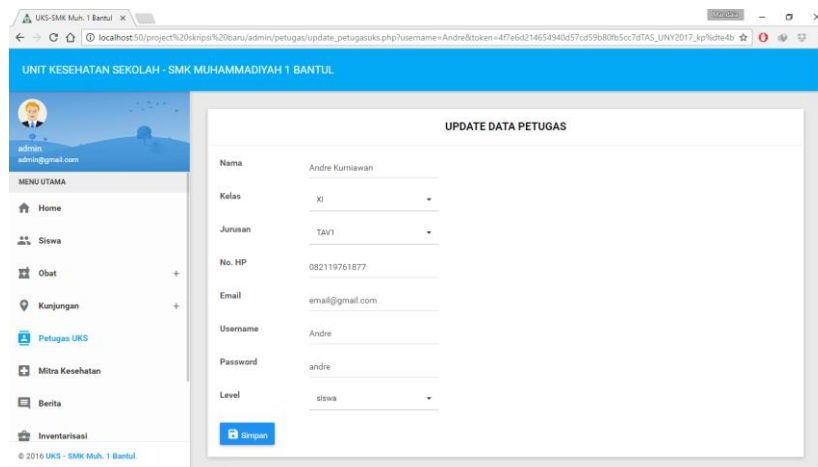 UKS-SMK Muh. 1 Bantul
localhost:50/project%20skripsi%20baru/admin/petugas/update_petugasuks.php?username=Andre&token=4f7e6d214654940d57cd59b80fb5cc7dTAS_UNY2017_kp%dte4b
UNIT KESEHATAN SEKOLAH - SMK MUHAMMADIYAH 1 BANTUL
admin
admin@gmail.com
MENU UTAMA
Home
Siswa
Obat +
Kunjungan +
Petugas UKS
Mitra Kesehatan
Berita
Inventarisasi
© 2016 UKS - SMK Muh. 1 Bantul.
UPDATE DATA PETUGAS
Nama Andre Kurniawan
Kelas XI
Jurusan TAV1
No. HP 082119761877
Email email@gmail.com
Username Andre
Password andre
Level siswa
Simpan